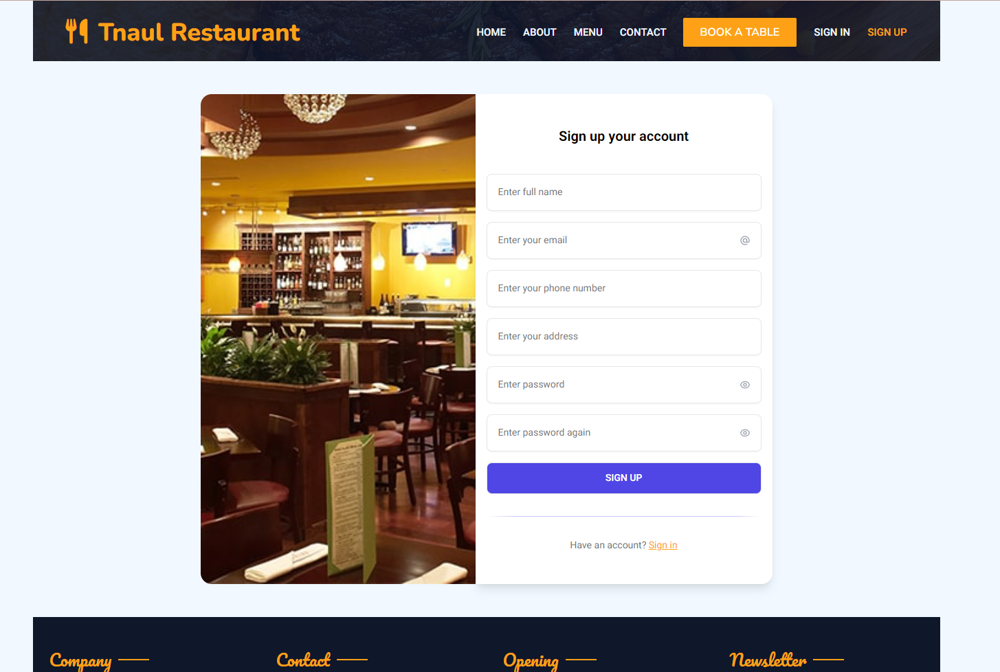 Tnaul Restaurant
HOME ABOUT MENU CONTACT BOOK A TABLE SIGN IN SIGN UP
Sign up your account
Enter full name
Enter your email
Enter your phone number
Enter your address
Enter password
Enter password again
SIGN UP
Have an account? Sign in
Company
Contact
Opening
Newsletter